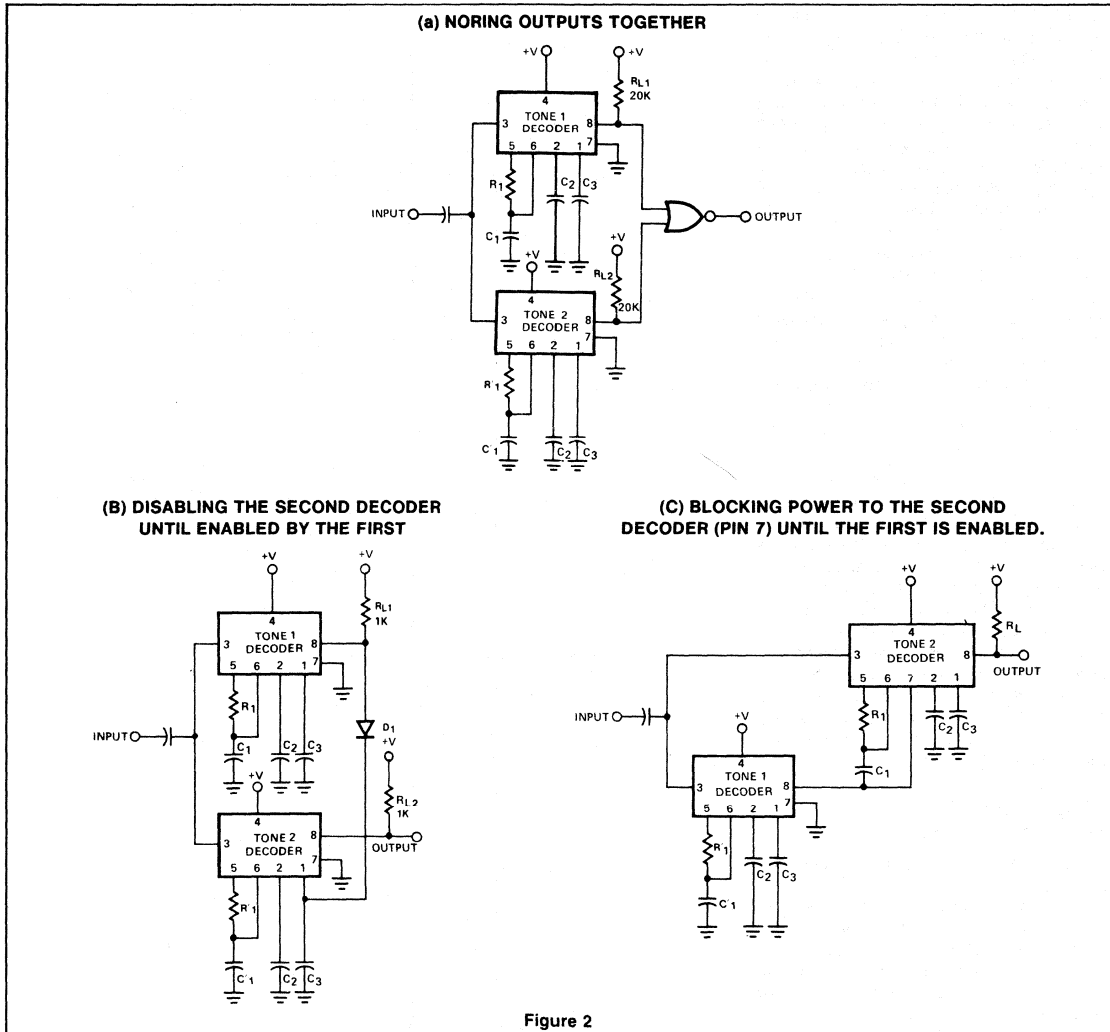 (a) NORING OUTPUTS TOGETHER
+V
+V
RL1
20K
4
TONE 1
DECODER
3
8
7
5 6 2 1
R1
C2
C3
INPUT
C1
OUTPUT
+V
+V
RL2
20K
4
TONE 2
DECODER
3
8
7
5 6 2 1
R'1
C'1
C2
C3
(B) DISABLING THE SECOND DECODER
UNTIL ENABLED BY THE FIRST
+V
+V
RL1
1K
4
TONE 1
DECODER
3
8
7
5 6 2 1
R1
D1
INPUT
C1
C2
C3
+V
+V
RL2
1K
4
TONE 2
DECODER
3
8
OUTPUT
7
5 6 2 1
R'1
C'1
C2
C3
(C) BLOCKING POWER TO THE SECOND
DECODER (PIN 7) UNTIL THE FIRST IS ENABLED.
+V
+V
RL
4
TONE 2
DECODER
3
8
OUTPUT
5 6 7 2 1
R1
C2
C3
INPUT
+V
C1
4
TONE 1
DECODER
3
8
7
5 6 2 1
R'1
C2
C3
C'1
Figure 2